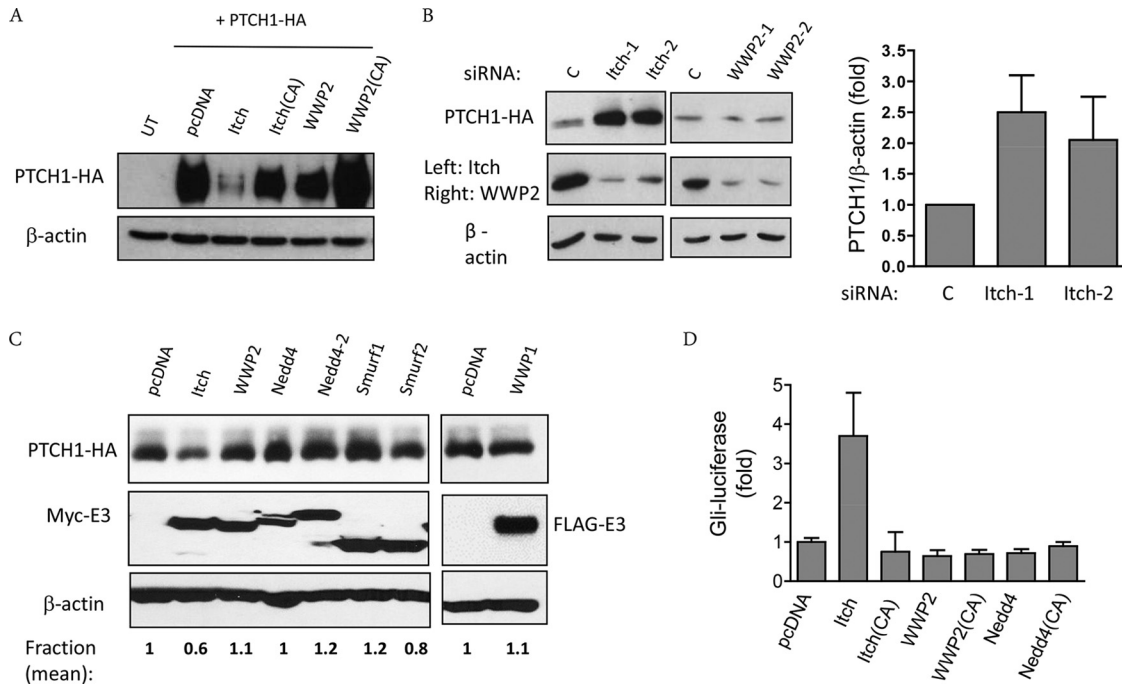 A
+ PTCH1-HA
UT
pcDNA
Itch
Itch(CA)
WWP2
WWP2(CA)
PTCH1-HA
β-actin
B
siRNA:
C
Itch-1
Itch-2
C
WWP2-1
WWP2-2
PTCH1-HA
Left: Itch
Right: WWP2
β -
actin
PTCH1/β-actin (fold)
3.5
3.0
2.5
2.0
1.5
1.0
0.5
0.0
siRNA: C Itch-1 Itch-2
C
pcDNA
Itch
WWP2
Nedd4
Nedd4-2
Smurf1
Smurf2
pcDNA
WWP1
PTCH1-HA
Myc-E3
FLAG-E3
β-actin
Fraction 1 0.6 1.1 1 1.2 1.2 0.8 1 1.1
(mean):
D
Gli-luciferase
(fold)
5
4
3
2
1
0
pcDNA
Itch
Itch(CA)
WWP2
WWP2(CA)
Nedd4
Nedd4(CA)